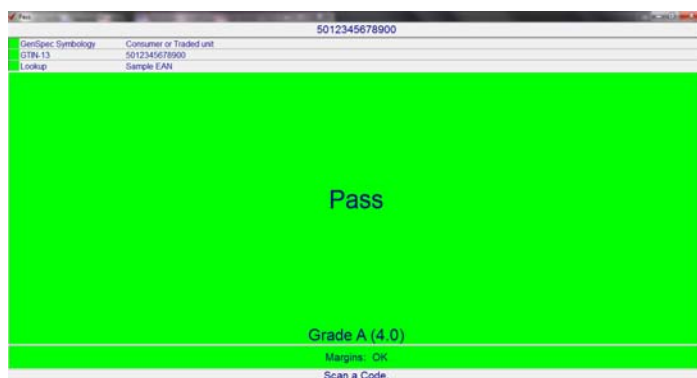 Pass
5012345678900
GenSpec Symbology Consumer or Traded unit
GTIN-13 5012345678900
Lookup Sample EAN
Pass
Grade A (4.0)
Margins: OK
Scan a Code